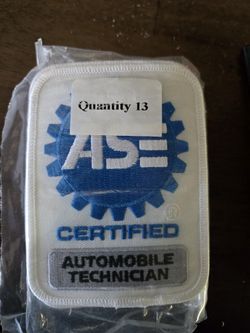 Quantity 13
ASE
®
CERTIFIED
AUTOMOBILE
TECHNICIAN